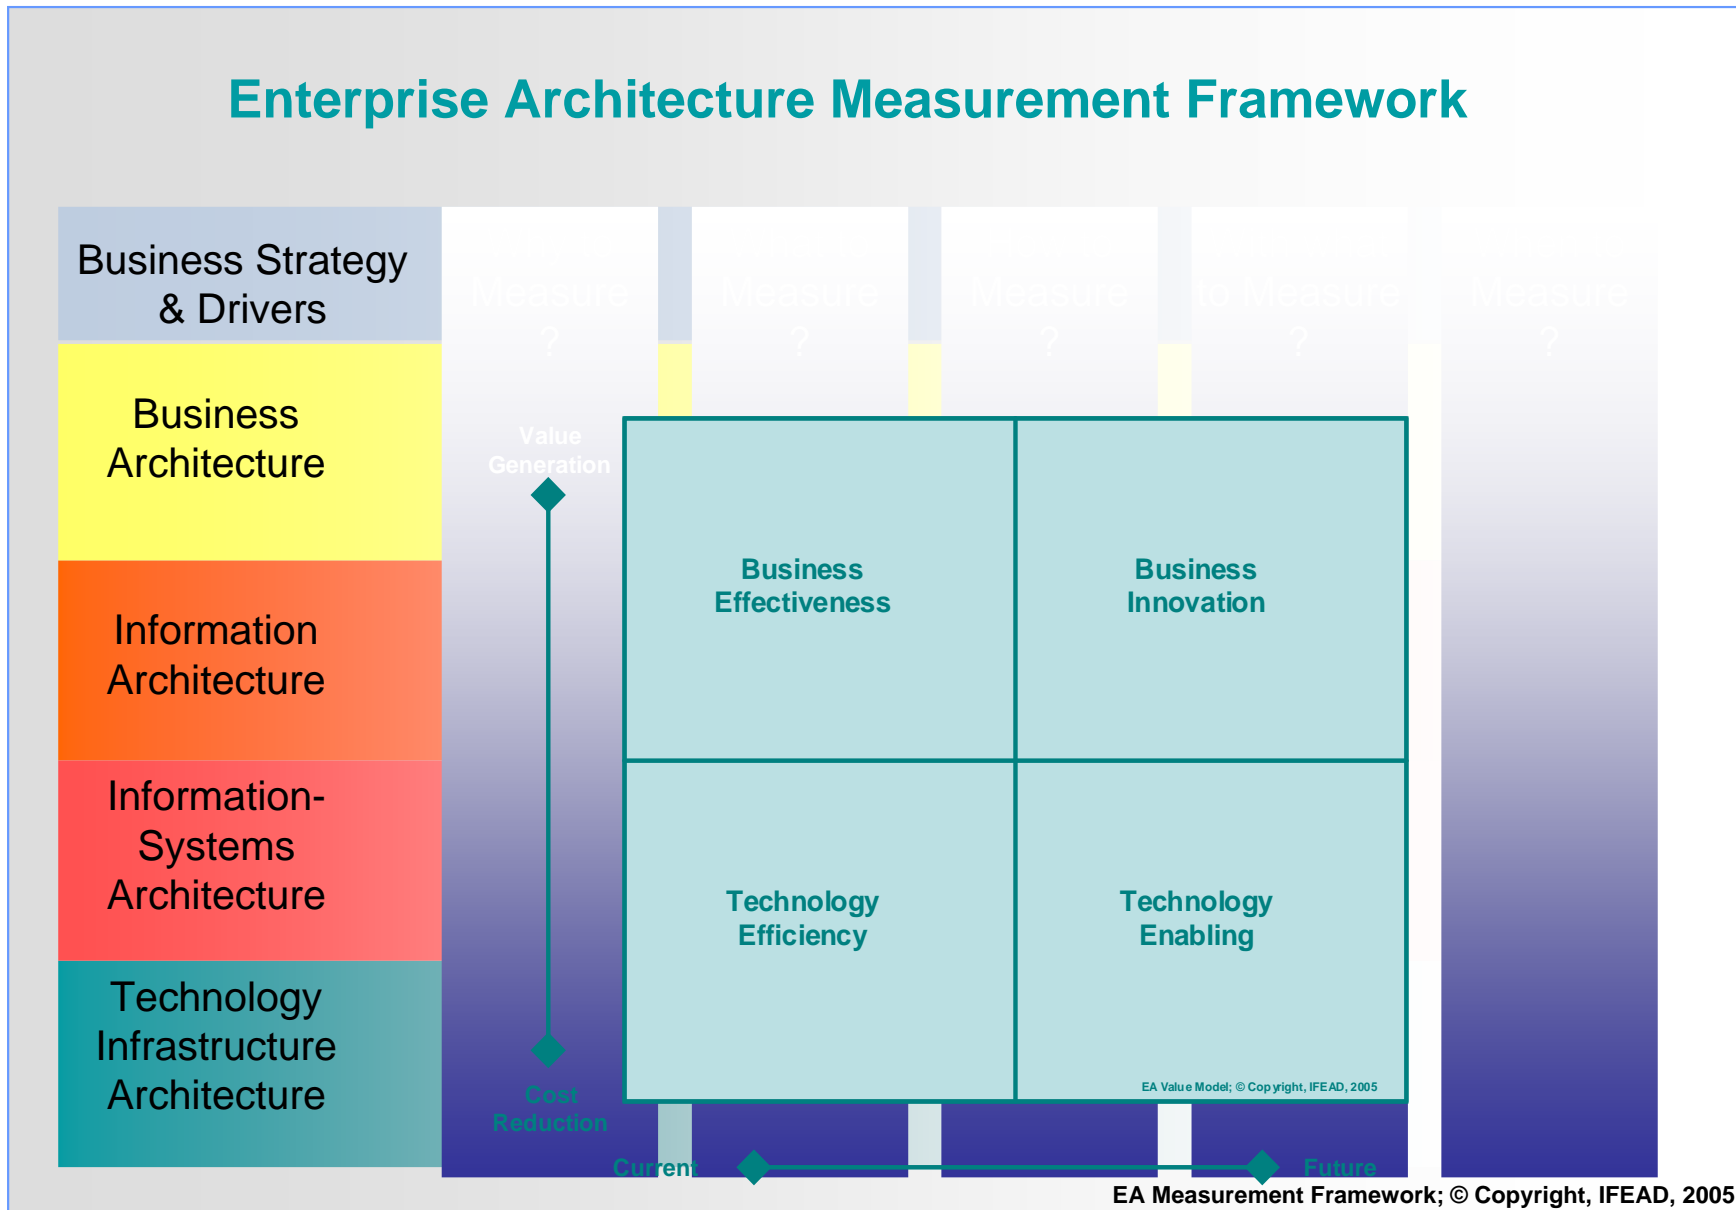 Enterprise Architecture Measurement Framework
Business Strategy
& Drivers
Measure
?
Measure
?
Measure
?
to Measure
?
Measure
?
Business
Architecture
Information
Architecture
Information-
Systems
Architecture
Technology
Infrastructure
Architecture
Value
Generation
Cost
Reduction
Business
Effectiveness
Business
Innovation
Technology
Efficiency
Technology
Enabling
EA Value Model; © Copyright, IFEAD, 2005
Current
Future
EA Measurement Framework; © Copyright, IFEAD, 2005